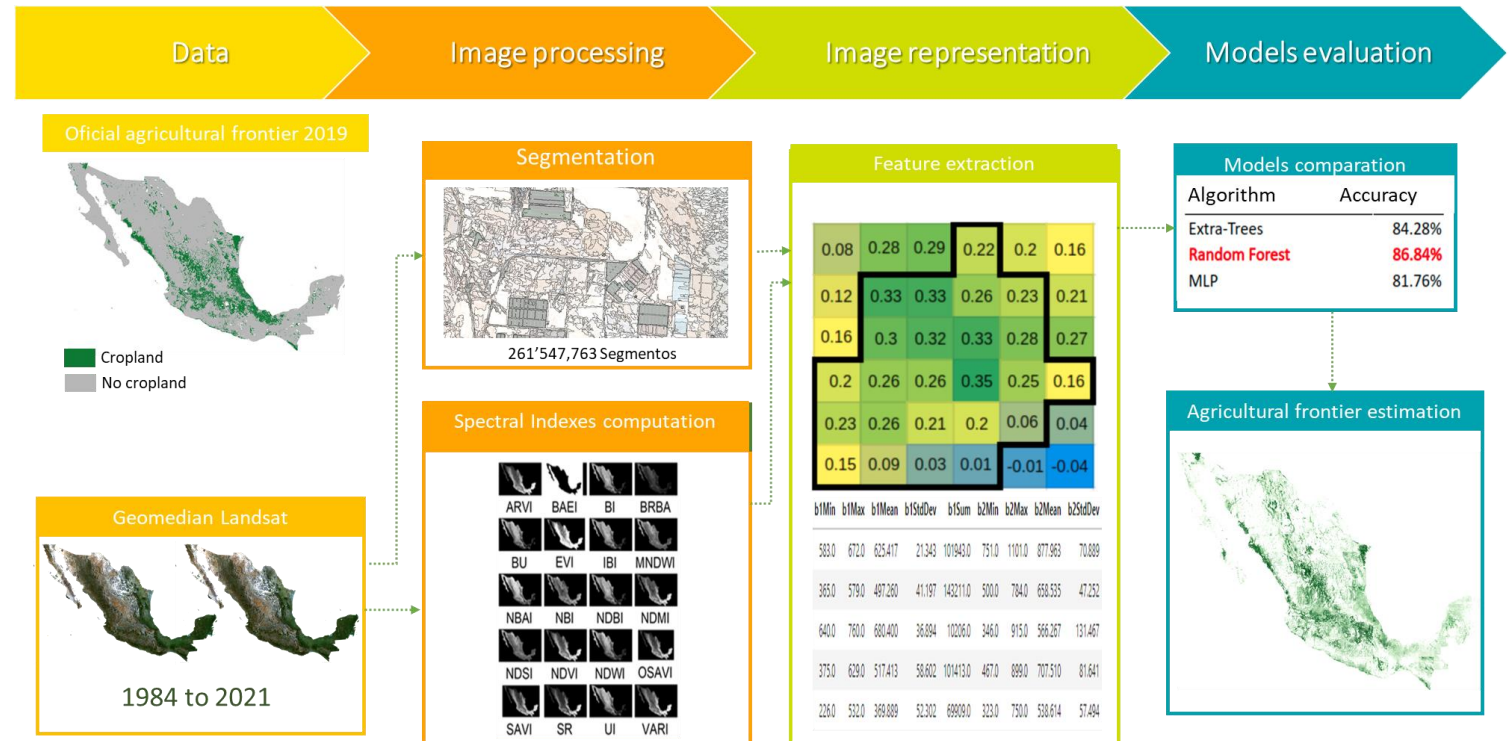 Data
Image processing
Image representation
Models evaluation
Oficial agricultural frontier 2019
Cropland
No cropland
Geomedian Landsat
1984 to 2021
Segmentation
261'547,763 Segmentos
Spectral Indexes computation
ARVI BAEI BI BRBA
BU EVI IBI MNDWI
NBAI NBI NDBI NDMI
NDSI NDVI NDWI OSAVI
SAVI SR UI VARI
Feature extraction
0.08 0.28 0.29 0.22 0.2 0.16
0.12 0.33 0.33 0.26 0.23 0.21
0.16 0.3 0.32 0.33 0.28 0.27
0.2 0.26 0.26 0.35 0.25 0.16
0.23 0.26 0.21 0.2 0.06 0.04
0.15 0.09 0.03 0.01 -0.01 -0.04
b1Min b1Max b1Mean b1StdDev b1Sum b2Min b2Max b2Mean b2StdDev
583.0 672.0 625.417 21.343 101943.0 751.0 1101.0 877.963 70.889
365.0 579.0 497.260 41.197 143211.0 500.0 784.0 658.535 47.252
640.0 760.0 680.400 36.894 10206.0 346.0 915.0 566.267 131.467
375.0 629.0 517.413 58.602 101413.0 467.0 899.0 707.510 81.641
226.0 532.0 369.889 52.302 69909.0 323.0 750.0 538.614 57.494
Models comparation
Algorithm Accuracy
Extra-Trees 84.28%
Random Forest 86.84%
MLP 81.76%
Agricultural frontier estimation